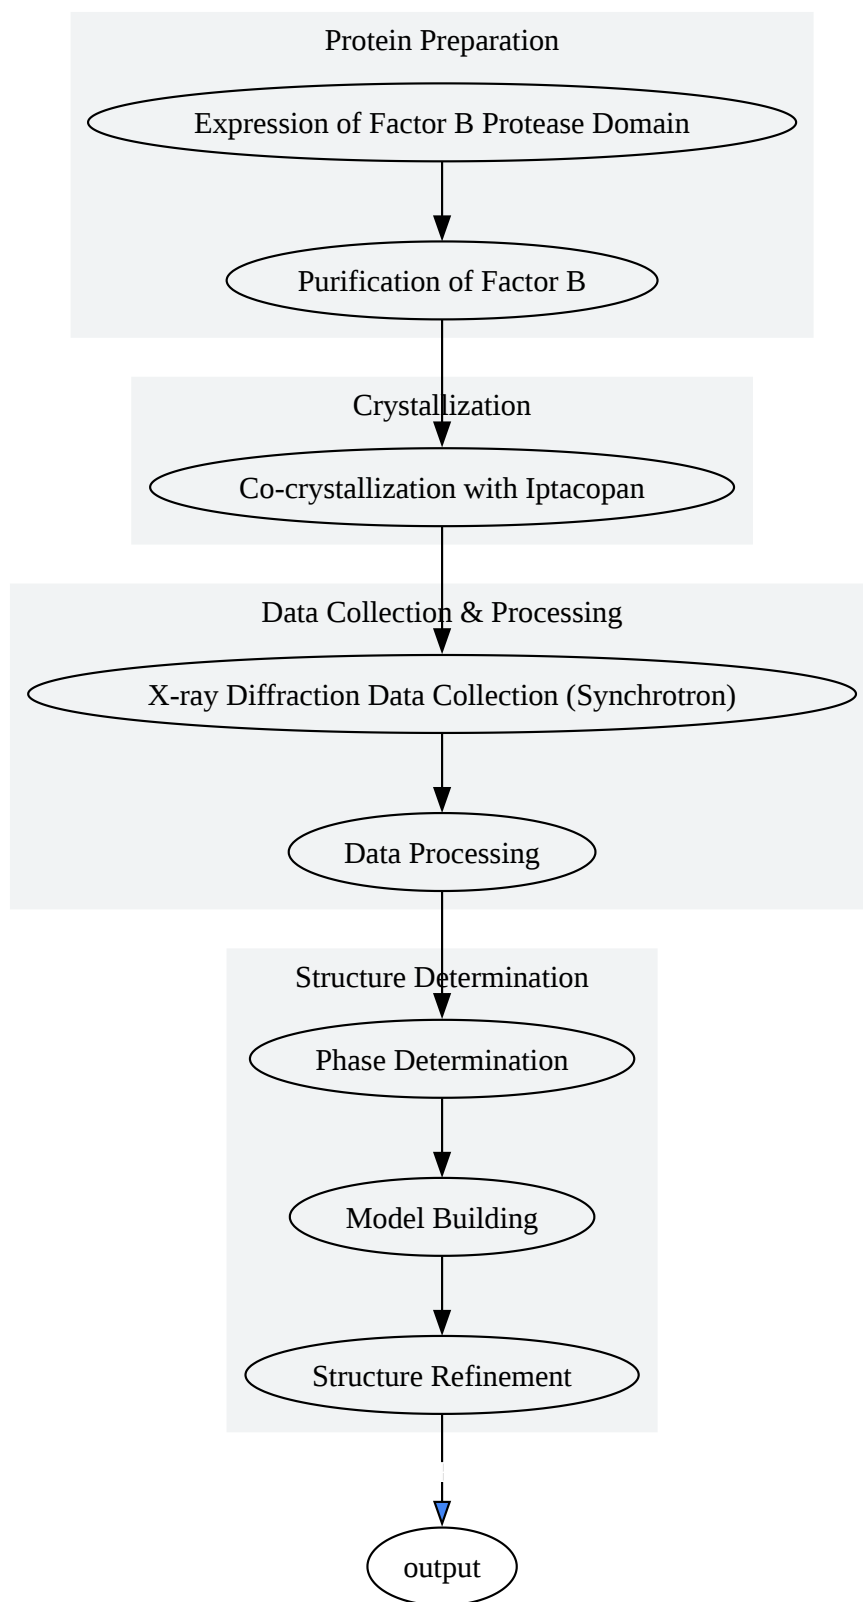 Protein Preparation
Expression of Factor B Protease Domain
Purification of Factor B
Crystallization
Co-crystallization with Iptacopan
Data Collection & Processing
X-ray Diffraction Data Collection (Synchrotron)
Data Processing
Structure Determination
Phase Determination
Model Building
Structure Refinement
output